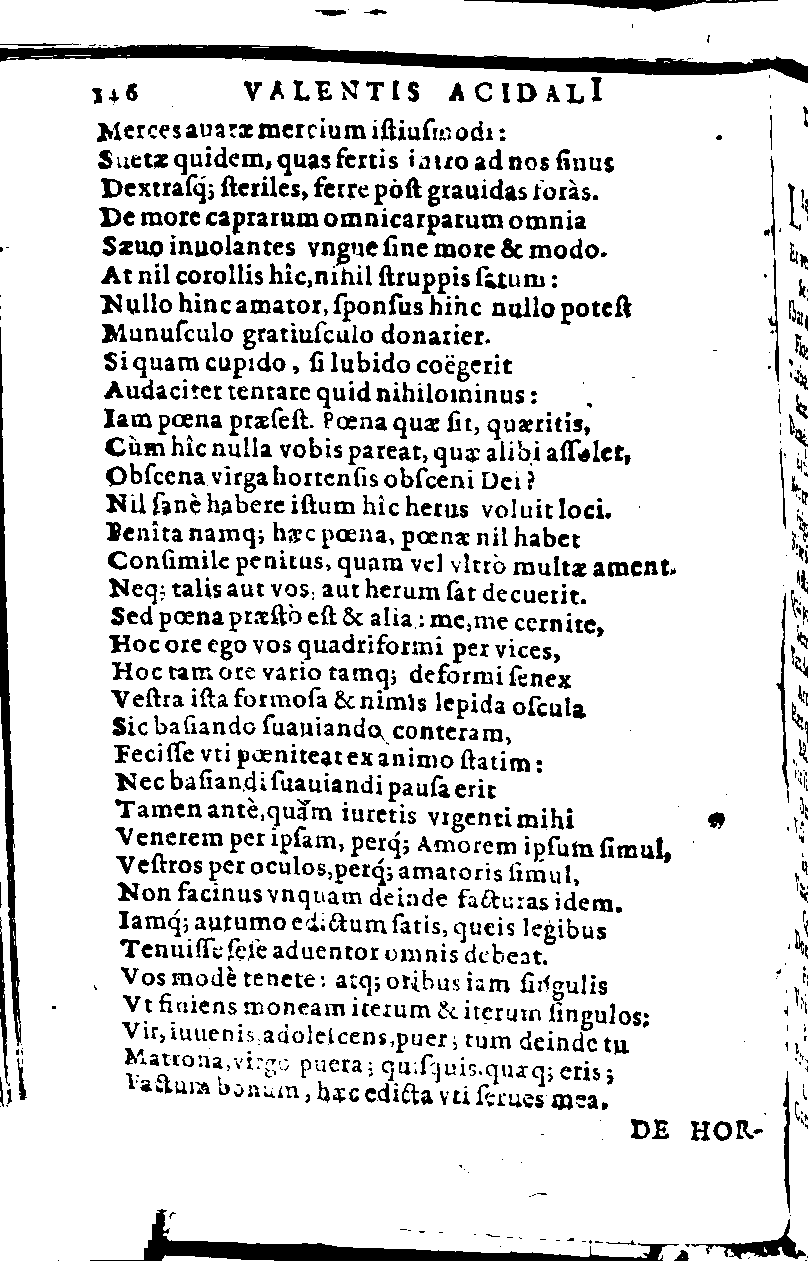 146 VALENTIS ACIDALI
Merces auaræ mercium istiusmodi:
Suetæ quidem, quas fertis intro ad nos sinus
Dextrasq́; steriles, ferre pòst grauidas foràs.
De more caprarum omnicarparum omnia
Sæuo inuolantes vngue sine more & modo.
At nil corollis hîc, nihil struppis satum:
Nullo hinc amator, sponsus hinc nullo potest
Munusculo gratiusculo donarier.
Si quam cupido, si lubido coëgerit
Audaciter tentare quid nihilominus:
Iam pœna præsest. Pœna quæ sit, quæritis,
Cùm hîc nulla vobis pareat, quæ alibi assolet,
Obscena virga hortensis obsceni Dei?
Nil sanè habere istum hîc herus voluit loci.
Benita namq; hæc pœna, pœnæ nil habet
Consimile penitus, quam vel vltrò multæ ament.
Neq; talis aut vos, aut herum sat decuerit.
Sed pœna præstò est & alia: me, me cernite,
Hoc ore ego vos quadriformi per vices,
Hoc tam ore vario tamq; deformi senex
Vestra ista formosa & nimis lepida oscula
Sic basiando suauiando conteram,
Fecisse vti pœniteat ex animo statim:
Nec basiandi suauiandi pausa erit
Tamen antè, quàm iuretis vrgenti mihi
Venerem per ipsam, perq́; Amorem ipsum simul,
Vestros per oculos, perq́; amatoris simul,
Non facinus vnquam deinde facturas idem.
Iamq́; autumo edictum satis, queis legibus
Tenuisse sese aduentor omnis debeat.
Vos modè tenete: atq; oribus iam singulis
Vt finiens moneam iterum & iterum singulos:
Vir, iuuenis, adolescens, puer; tum deinde tu
Matrona, virgo puera; quisquis, quæq; eris;
Factum bonum, hæc edicta vti serues mea.
DE HOR-